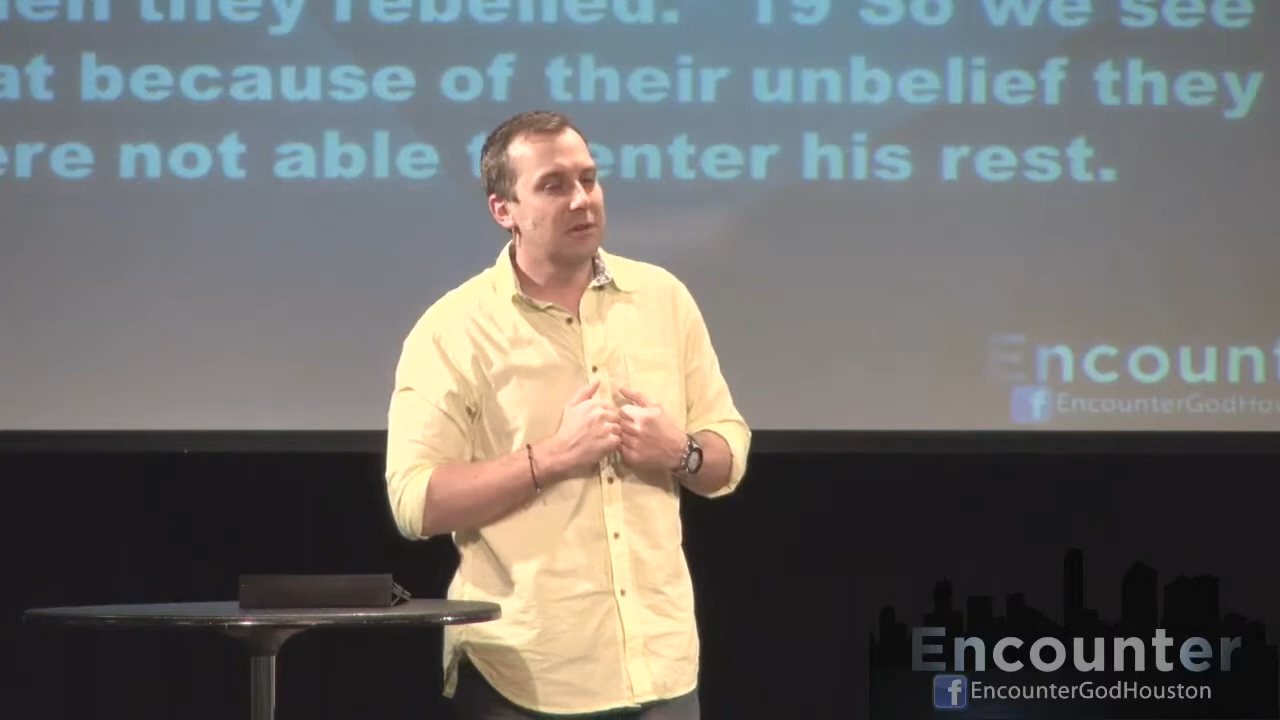 en they rebelled." 19 So we see
at because of their unbelief they
ere not able enter his rest.
Encount
f EncounterGodHou
Encounter
f EncounterGodHouston